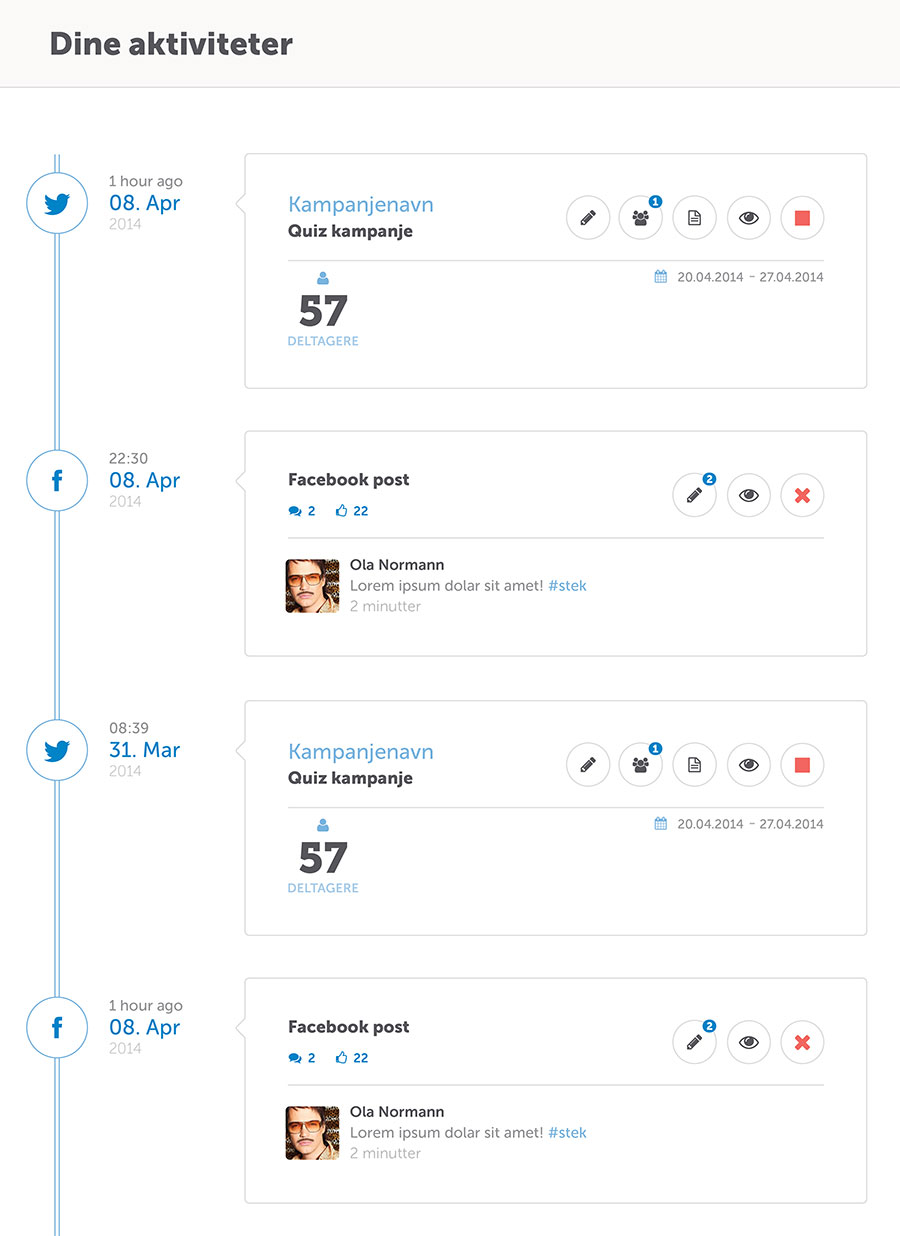 Dine aktiviteter
1 hour ago
08. Apr
2014
Kampanjenavn
Quiz kampanje
1
20.04.2014 - 27.04.2014
57
DELTAGERE
22:30
08. Apr
2014
Facebook post
2 22
2
Ola Normann
Lorem ipsum dolar sit amet! #stek
2 minutter
08:39
31. Mar
2014
Kampanjenavn
Quiz kampanje
1
20.04.2014 - 27.04.2014
57
DELTAGERE
1 hour ago
08. Apr
2014
Facebook post
2 22
2
Ola Normann
Lorem ipsum dolar sit amet! #stek
2 minutter